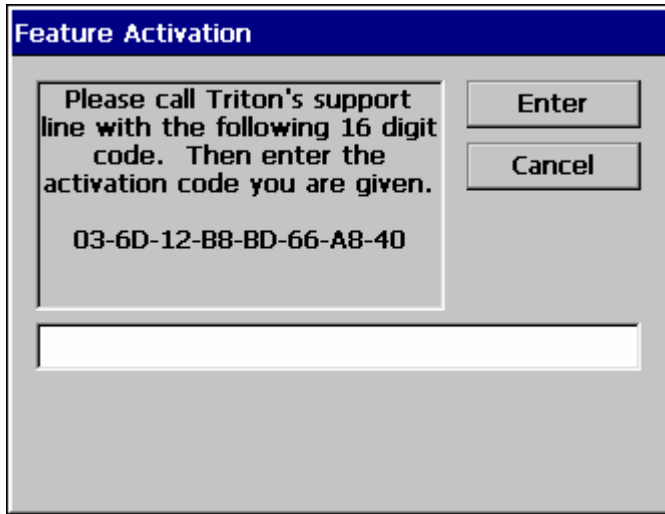 Feature Activation
Please call Triton's support
line with the following 16 digit
code. Then enter the
activation code you are given.
03-6D-12-B8-BD-66-A8-40
Enter
Cancel